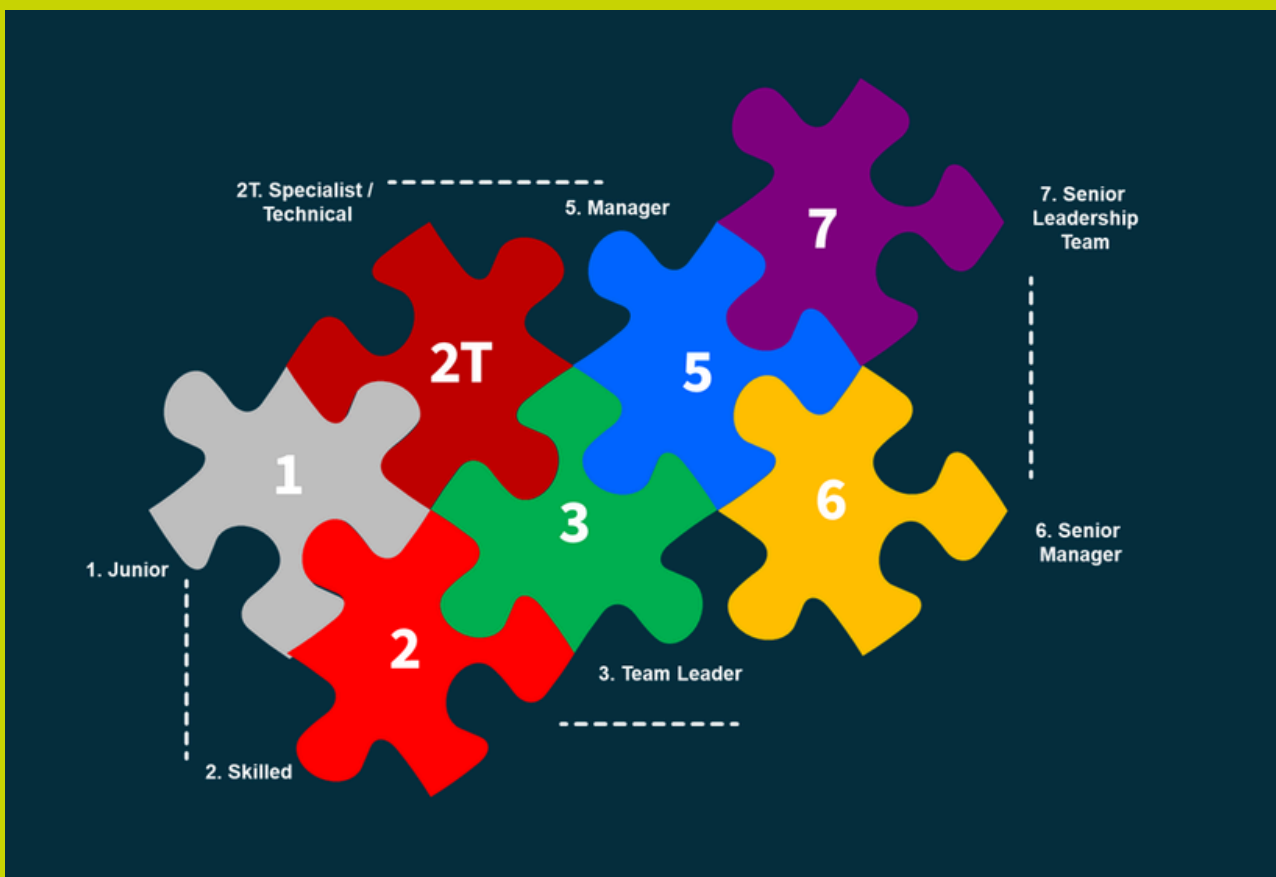 7
2T. Specialist /
Technical
5. Manager
7. Senior
Leadership
Team
2T
5
1
3
6
6. Senior
Manager
1. Junior
2
3. Team Leader
2. Skilled